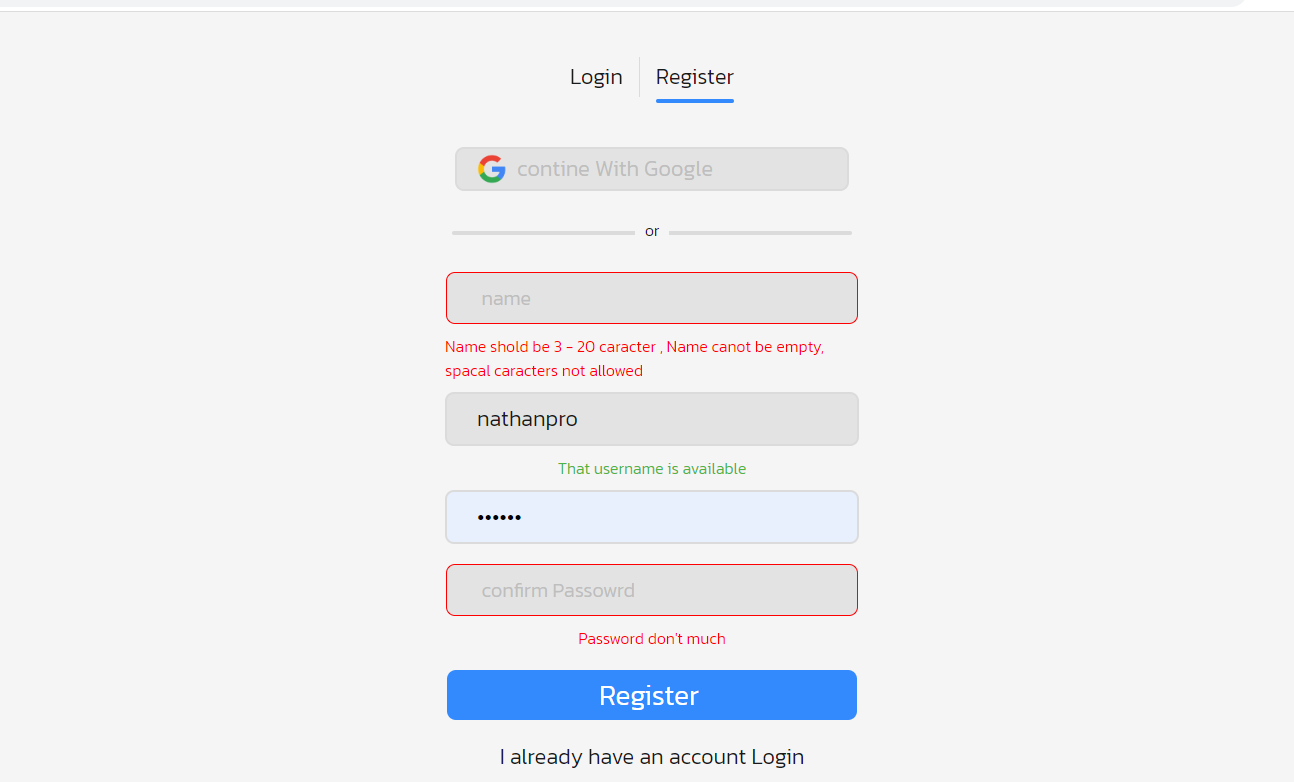 Login
Register
contine With Google
or
name
Name shold be 3 - 20 caracter , Name canot be empty,
spacal caracters not allowed
nathanpro
That username is available
••••••
confirm Passowrd
Password don't much
Register
I already have an account Login